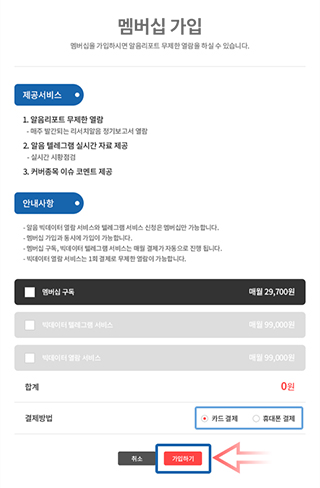 멤버십 가입
멤버십을 가입하시면 알음리포트 무제한 열람을 하실 수 있습니다.
제공서비스
1. 알음리포트 무제한 열람
- 매주 발간되는 리서치알음 정기보고서 열람
2. 알음 텔레그램 실시간 자료 제공
- 실시간 시황점검
3. 커버종목 이슈 코멘트 제공
안내사항
- 알음 빅데이터 열람 서비스와 텔레그램 서비스 신청은 멤버십만 가능합니다.
- 멤버십 가입과 동시에 가입이 가능합니다.
- 멤버십 구독, 빅데이터 텔레그램 서비스는 매월 결제가 자동으로 진행 됩니다.
- 빅데이터 열람 서비스는 1회 결제로 무제한 열람이 가능합니다.
멤버십 구독 매월 29,700원
빅데이터 텔레그램 서비스 매월 99,000원
빅데이터 열람 서비스 매월 99,000원
합계 0원
결제방법 카드 결제 휴대폰 결제
취소 가입하기